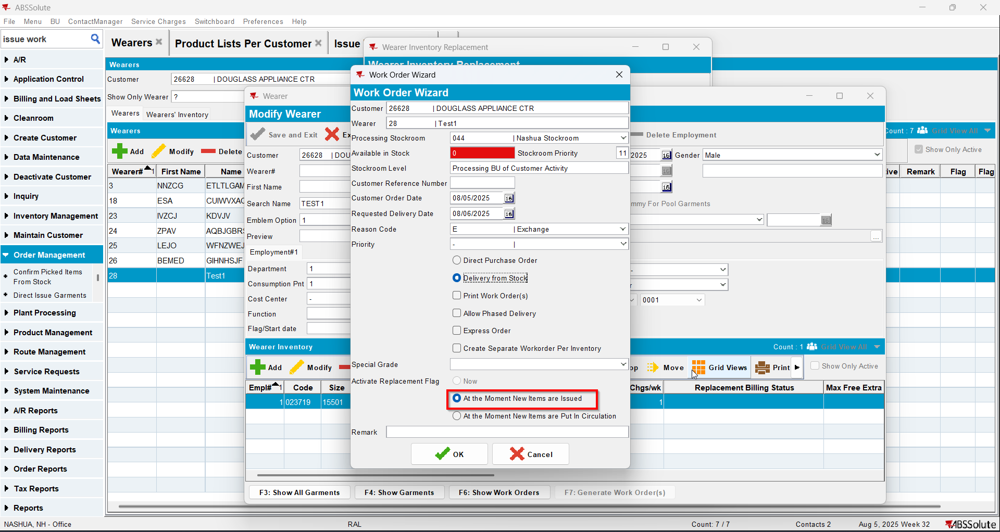 ABSSolute
File Menu BU ContactManager Service Charges Switchboard Preferences Help
issue work
Wearers
Product Lists Per Customer
Issue
A/R
Application Control
Billing and Load Sheets
Cleanroom
Create Customer
Data Maintenance
Deactivate Customer
Inquiry
Inventory Management
Maintain Customer
Order Management
Confirm Picked Items
From Stock
Direct Issue Garments
Plant Processing
Product Management
Route Management
Service Requests
System Maintenance
A/R Reports
Billing Reports
Delivery Reports
Order Reports
Tax Reports
Reports
Wearers
Customer 26628 | DOUGLASS APPLIANCE CTR
Show Only Wearer ?
Wearers Wearers' Inventory
Wearers
Count : 7 Grid View All
Add Modify Delete
Show Only Active
Wearer# 1 First Name Name Remark Flag Flag
3 NNZCG ETLTLGAM
18 ESA
23 IVZCJ KDVJV
24 ZPAV AQBJGBR
25 LEJO WFNZWEJ
26 BEMED GIHNHSJF
28 Test1
Wearer Inventory Replacement
Wearer Inventory Replacement
Wearer
Modify Wearer
Save and Exit
Delete Employment
Customer 26628 | DOU
2025 16 Gender Male
Wearer#
16
First Name
16
Search Name TEST1
mmy For Pool Garments
Emblem Option 1
16
Preview
...
Employment#1
Department 1
-
Consumption Pnt 1
r
Cost Center -
0001
Function
Flag/Start date
Wearer Inventory
Count : 1 Grid View All
Add Modify
op Move Grid Views Print Show Only Active
Empl# 1 Code Size Chgs/wk Replacement Billing Status Max Free Extra
1 023719 15501 1
F3: Show All Garments F4: Show Garments F6: Show Work Orders F7: Generate Work Order(s)
Work Order Wizard
Work Order Wizard
Customer 26628 | DOUGLASS APPLIANCE CTR
Wearer 28 | Test1
Processing Stockroom 044 | Nashua Stockroom
Available in Stock 0 Stockroom Priority 11
Stockroom Level Processing BU of Customer Activity
Customer Reference Number
Customer Order Date 08/05/2025 16
Requested Delivery Date 08/06/2025 16
Reason Code E | Exchange
Priority - |
Direct Purchase Order
Delivery from Stock
Print Work Order(s)
Allow Phased Delivery
Express Order
Create Separate Workorder Per Inventory
Special Grade
Activate Replacement Flag Now
At the Moment New Items are Issued
At the Moment New Items are Put In Circulation
Remark
OK Cancel
NASHUA, NH - Office RAL Count: 7 / 7 Contacts 2 Aug 5, 2025 Week 32 ABSSolute